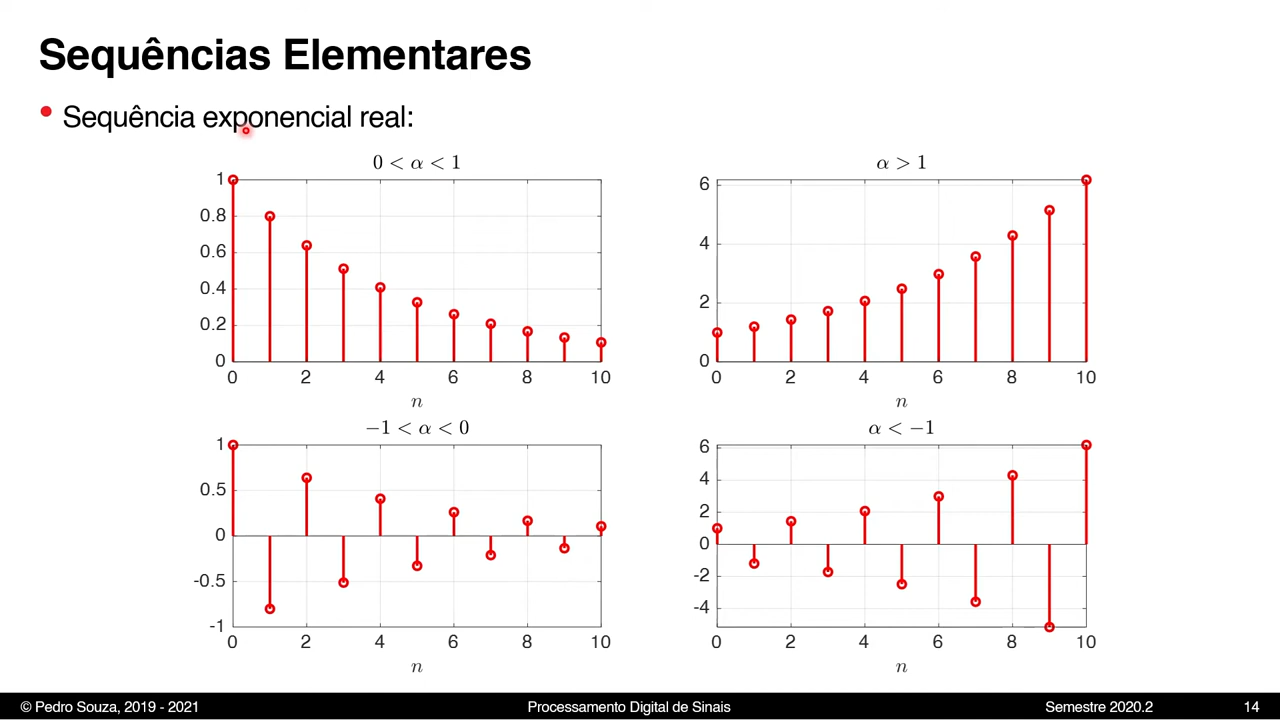 Sequências Elementares
• Sequência exponencial real:
0 < α < 1
1
0.8
0.6
0.4
0.2
0
0 2 4 6 8 10
n
α > 1
6
4
2
0
0 2 4 6 8 10
n
−1 < α < 0
1
0.5
0
-0.5
-1
0 2 4 6 8 10
n
α < −1
6
4
2
0
-2
-4
0 2 4 6 8 10
n
© Pedro Souza, 2019 - 2021 Processamento Digital de Sinais Semestre 2020.2 14